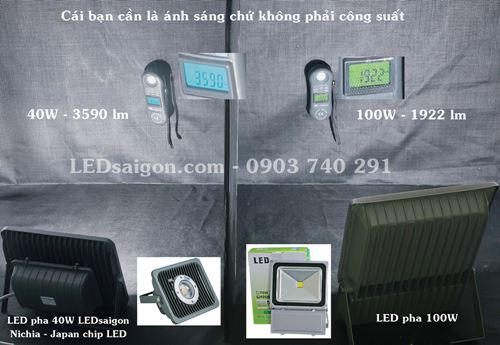 Cái bạn cần là ánh sáng chứ không phải công suất
3590
1922
40W - 3590 lm
100W - 1922 lm
LEDsaigon.com - 0903 740 291
LED
LED pha 40W LEDsaigon
Nichia - Japan chip LED
LED pha 100W